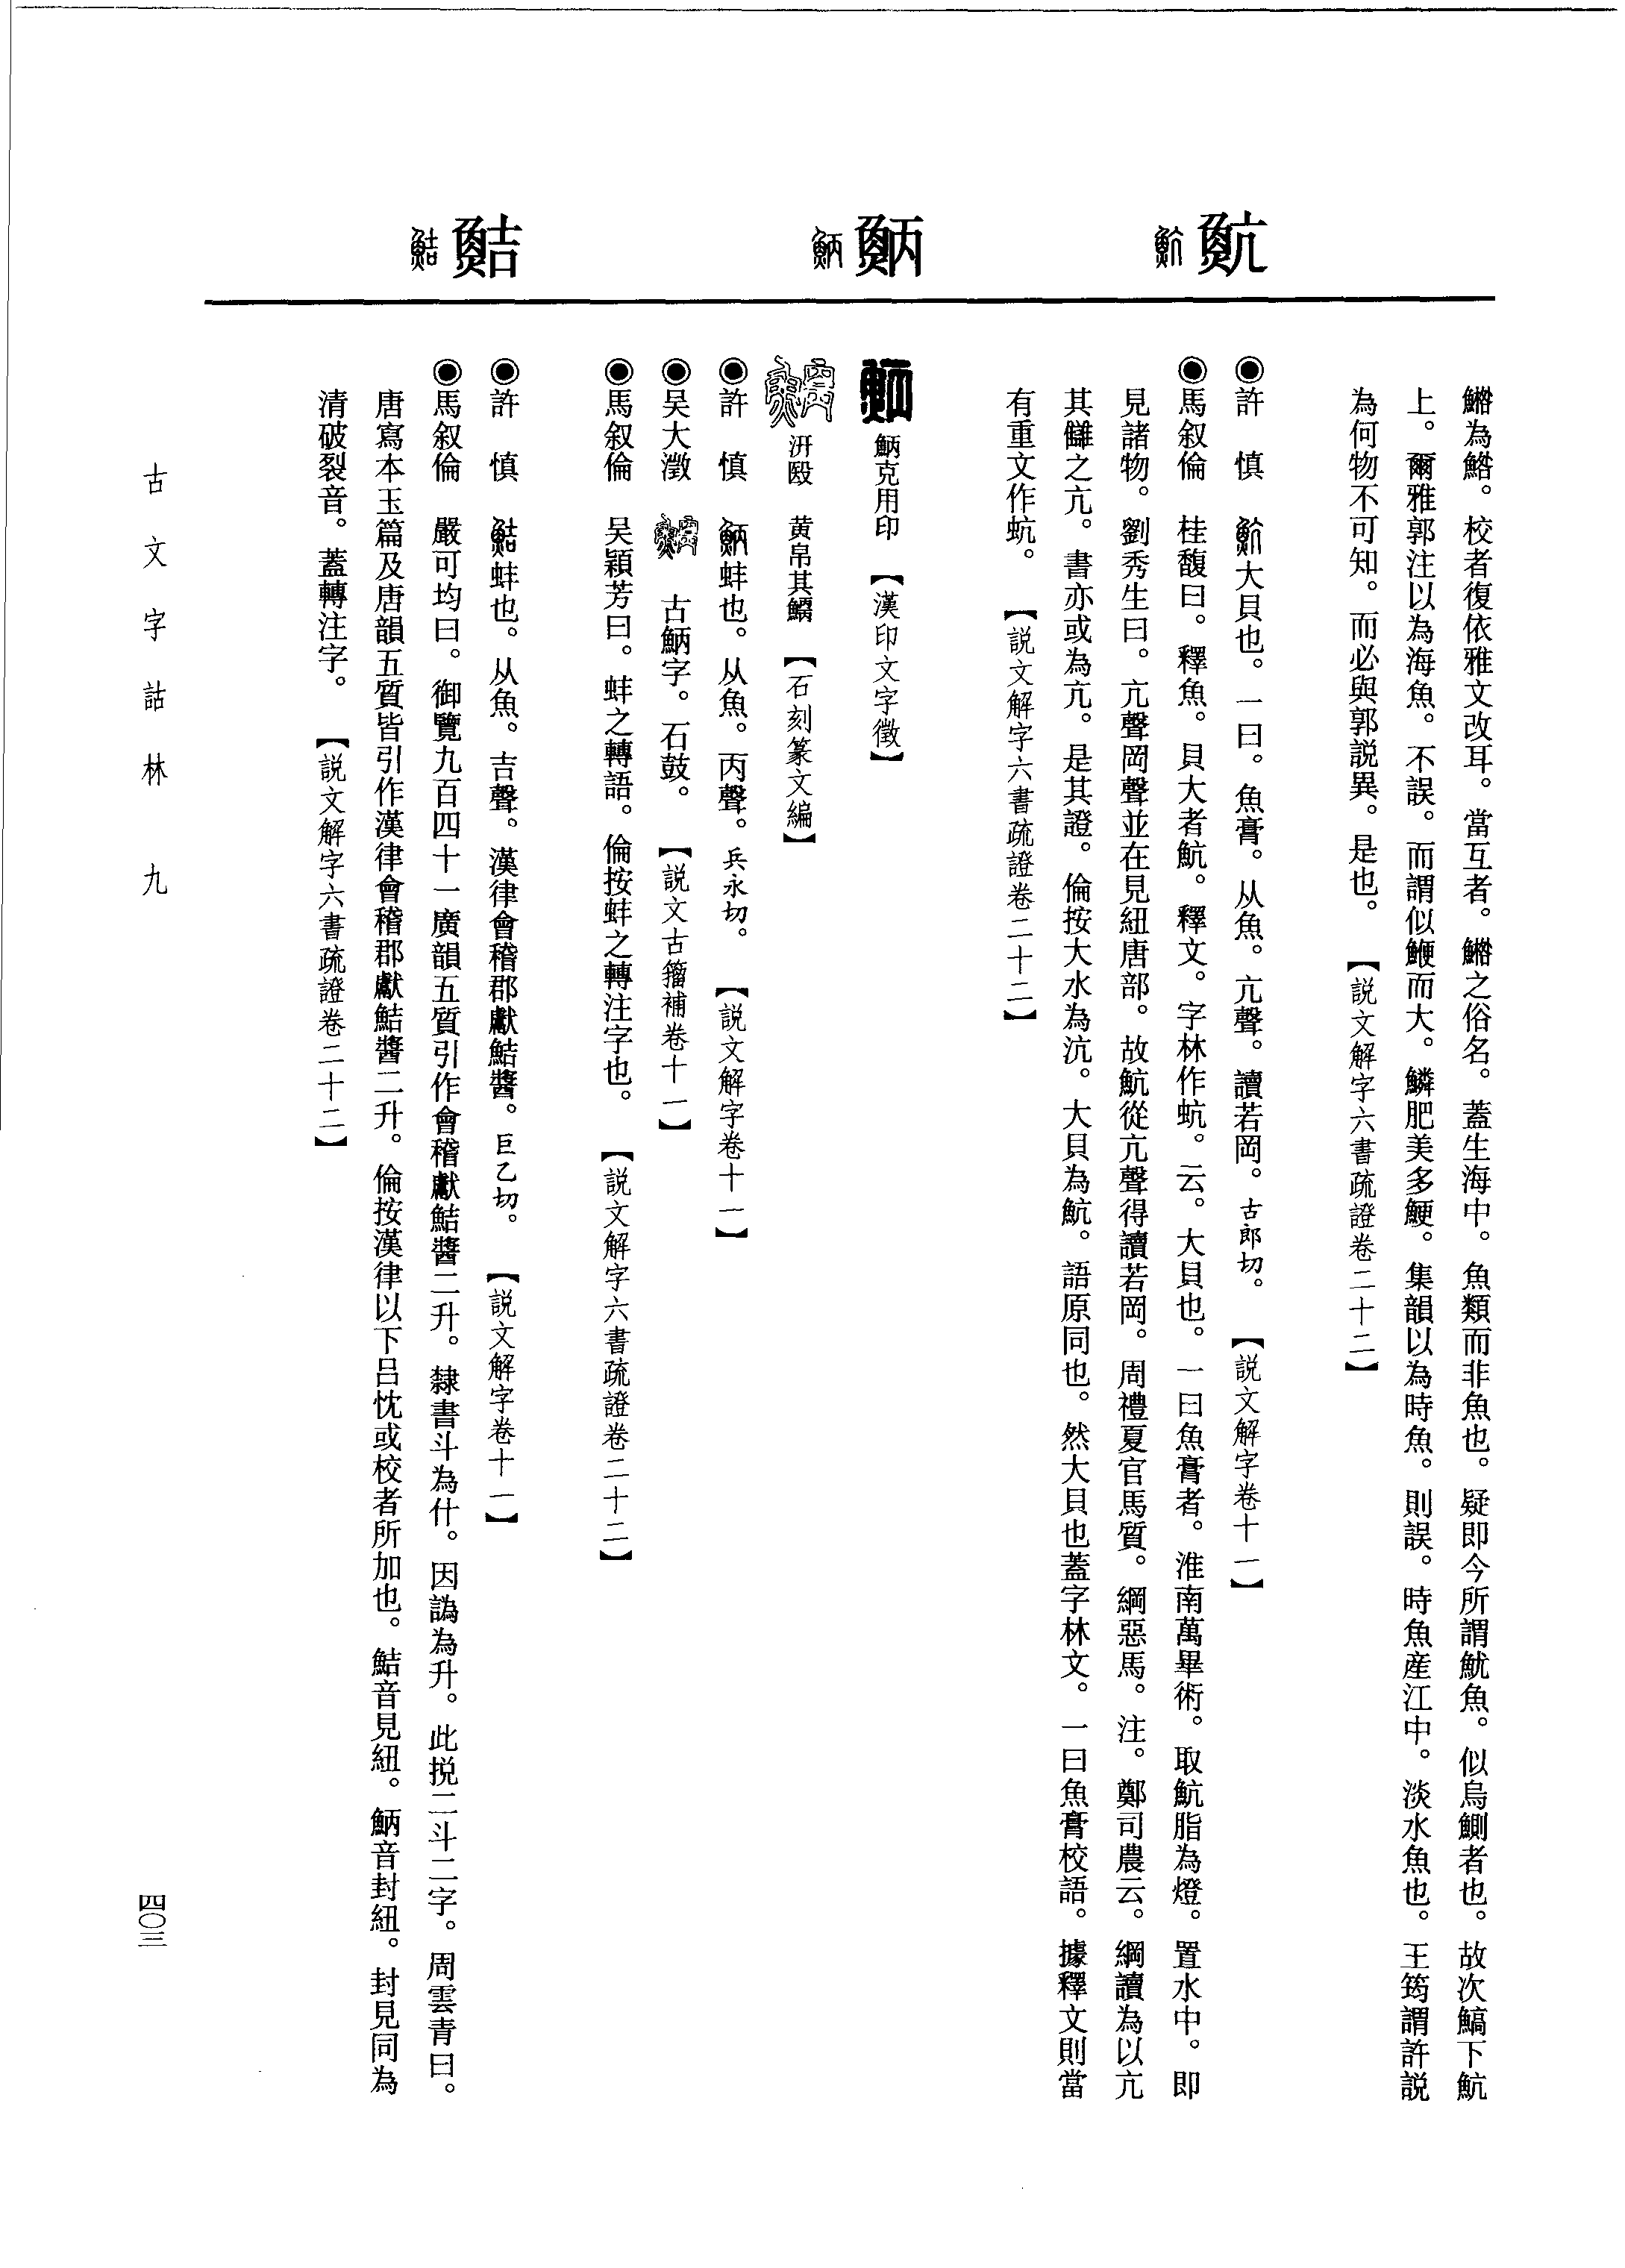 魧
魶
鮚
鰌為鮥。校者復依雅文改耳。當互者。鰌之俗名。蓋生海中。魚類而非魚也。疑即今所謂魷魚。似烏鰂者也。故次鰝下魧
上。爾雅郭注以為海魚。不誤。而謂似鯿而大。鱗肥美多鯁。集韻以為時魚。則誤。時魚産江中。淡水魚也。王筠謂許説
為何物不可知。而必與郭説異。是也。 【説文解字六書疏證卷二十二】
◉許 慎 魧大貝也。一曰。魚膏。从魚。亢聲。讀若岡。古郎切。 【説文解字卷十一】
◉馬叙倫 桂馥曰。釋魚。貝大者魧。釋文。字林作蚢。云。大貝也。一曰魚膏者。淮南萬畢術。取魧脂為燈。置水中。即
見諸物。劉秀生曰。亢聲岡聲並在見紐唐部。故魧從亢聲得讀若岡。周禮夏官馬質。綱惡馬。注。鄭司農云。綱讀為以亢
其讎之亢。書亦或為亢。是其證。倫按大水為沆。大貝為魧。語原同也。然大貝也蓋字林文。一曰魚膏校語。據釋文則當
有重文作蚢。 【説文解字六書疏證卷二十二】
鮩克用印 【漢印文字徵】
汧殹 黄帛其鰯 【石刻篆文編】
◉許 慎 鮩蚌也。从魚。丙聲。兵永切。 【説文解字卷十一】
◉吴大澂 古鮩字。石鼓。 【説文古籀補卷十一】
◉馬叙倫 吴穎芳曰。蚌之轉語。倫按蚌之轉注字也。 【説文解字六書疏證卷二十二】
◉許 慎 鮚蚌也。从魚。吉聲。漢律會稽郡獻鮚醬。巨乙切。 【説文解字卷十一】
◉馬叙倫 嚴可均曰。御覽九百四十一廣韻五質引作會稽獻鮚醬二升。隸書斗為什。因譌為升。此挩二斗二字。周雲青曰。
唐寫本玉篇及唐韻五質皆引作漢律會稽郡獻鮚醬二升。倫按漢律以下吕忱或校者所加也。鮚音見紐。鮩音封紐。封見同為
清破裂音。蓋轉注字。 【説文解字六書疏證卷二十二】
古文字詁林 九
四〇三